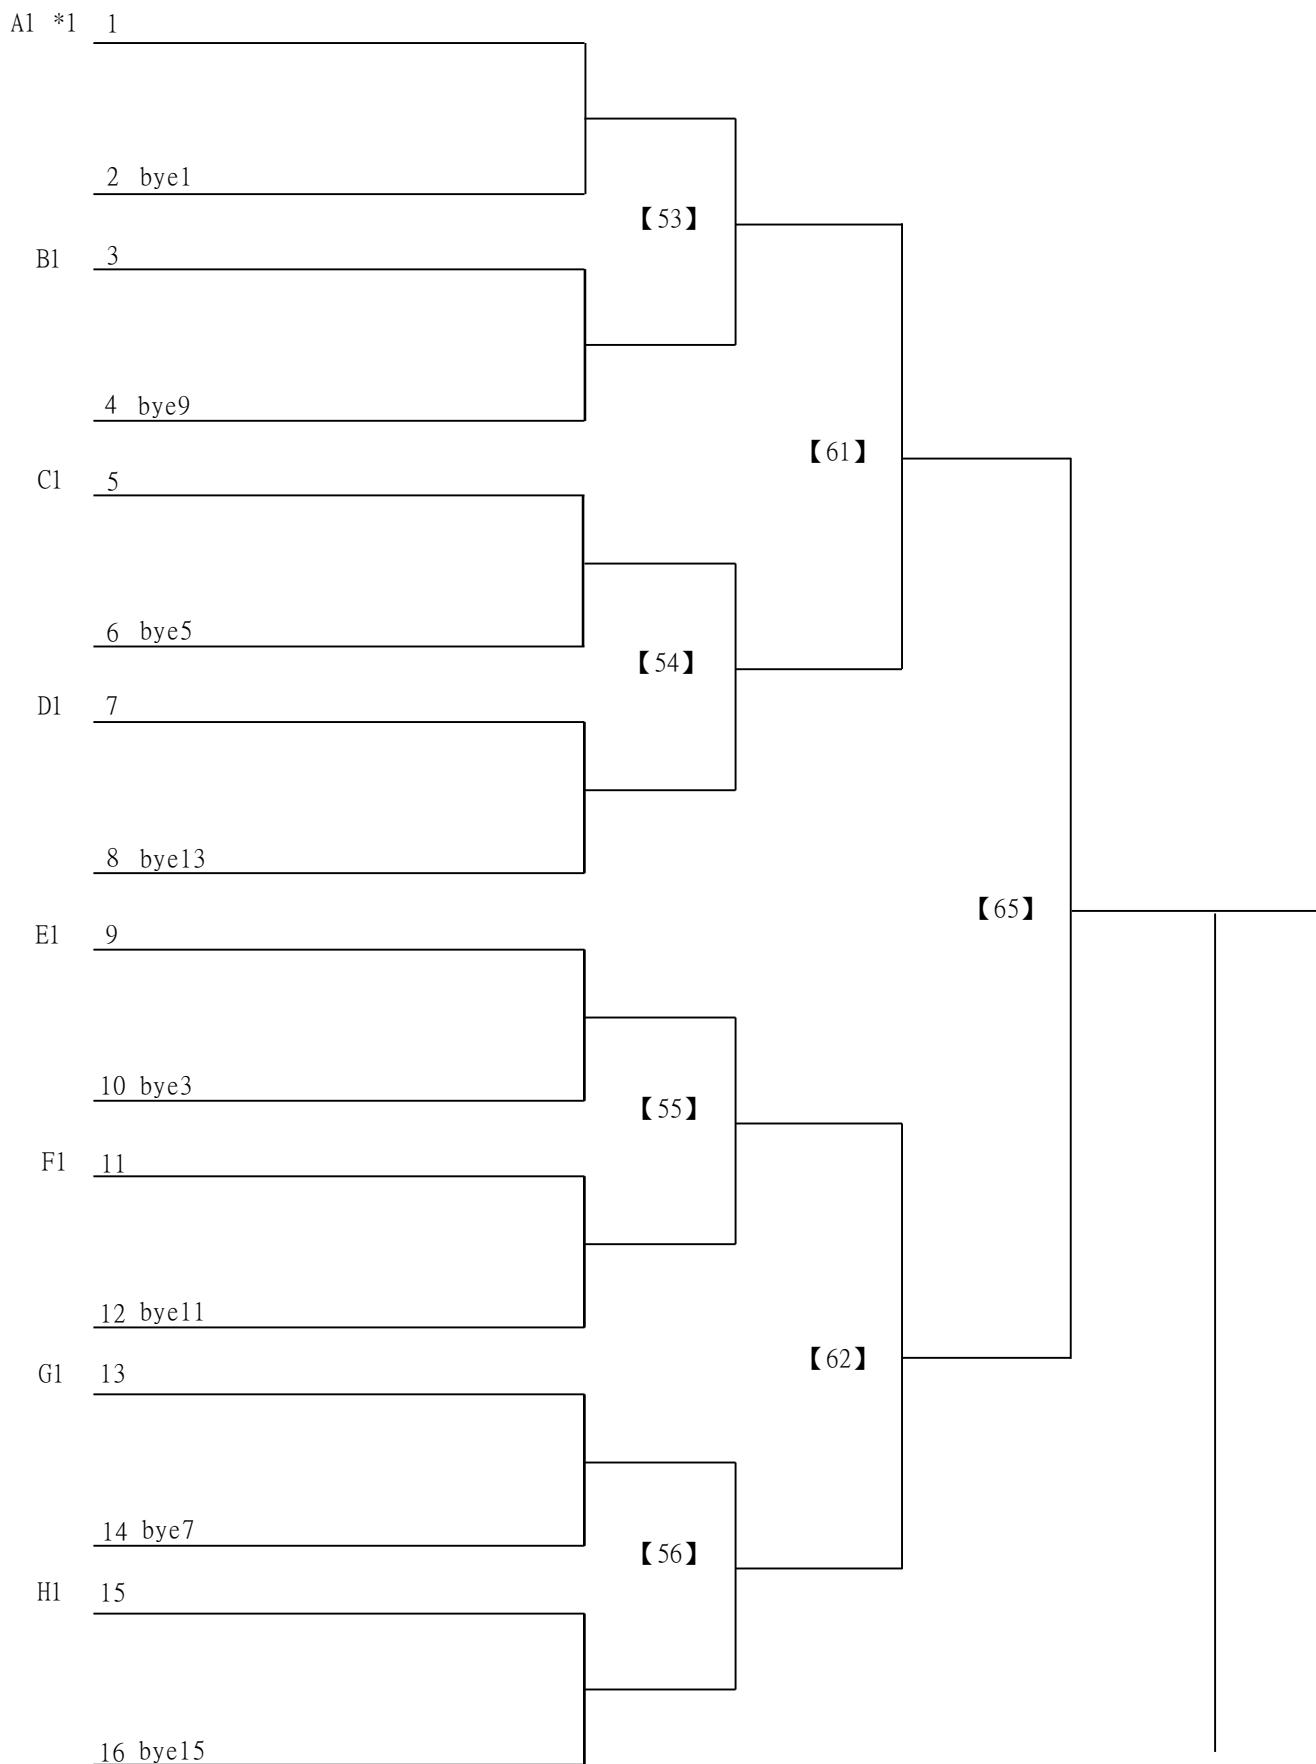 A1 *1 1
2 bye1
【53】
B1 3
4 bye9
【61】
C1 5
6 bye5
【54】
D1 7
8 bye13
【65】
E1 9
10 bye3
【55】
F1 11
12 bye11
【62】
G1 13
14 bye7
【56】
H1 15
16 bye15